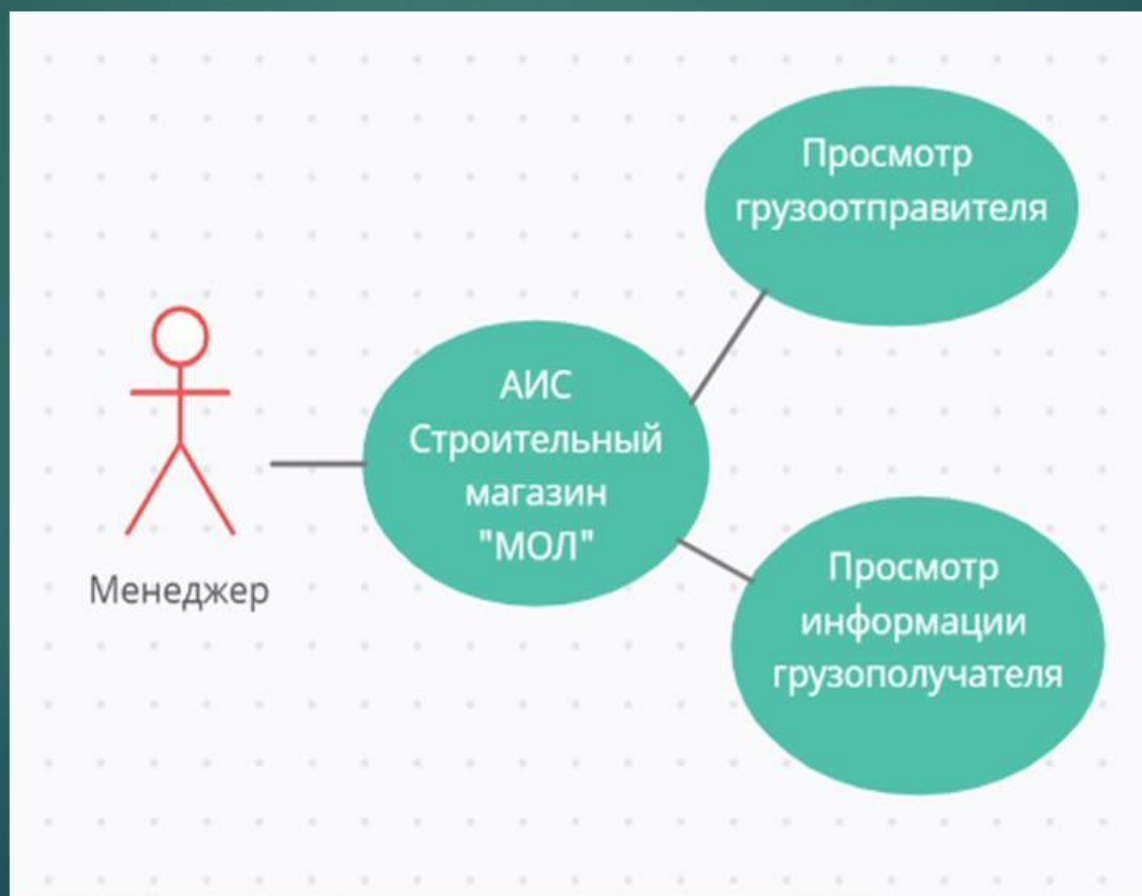 Просмотр
грузоотправителя
АИС
Строительный
магазин
"МОЛ"
Менеджер
Просмотр
информации
грузополучателя